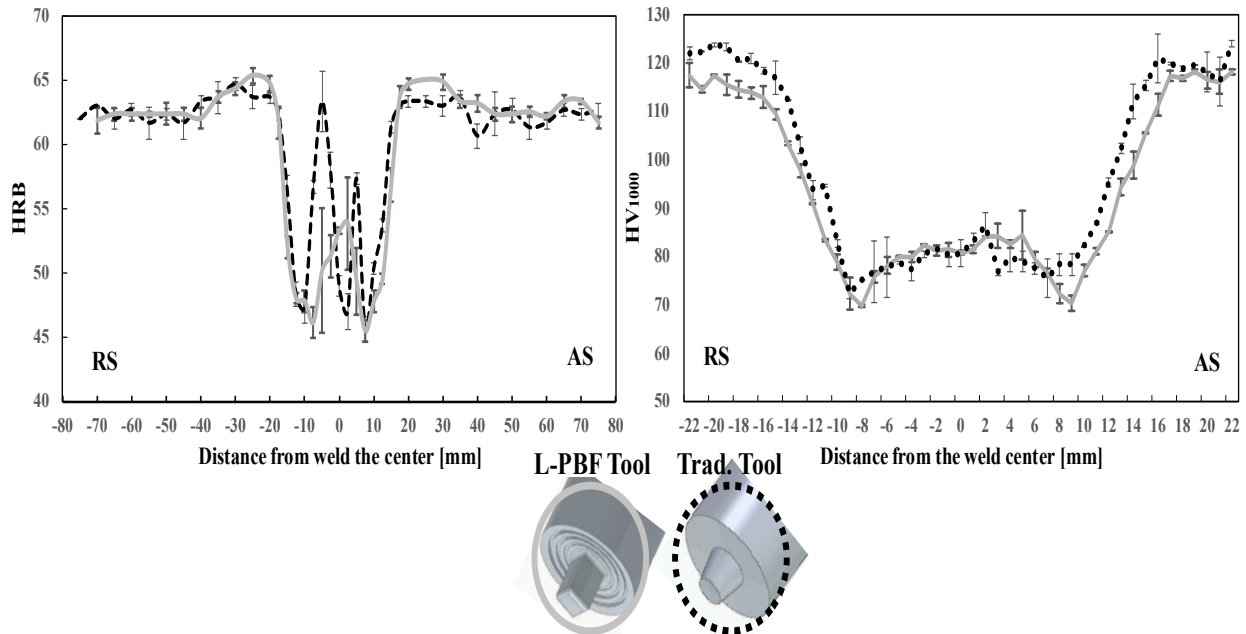 70
65
60
55
50
45
40
HRB
RS
AS
-80 -70 -60 -50 -40 -30 -20 -10 0 10 20 30 40 50 60 70 80
Distance from weld the center [mm]
130
120
110
100
90
80
70
60
50
HV1000
RS
AS
-22 -20 -18 -16 -14 -12 -10 -8 -6 -4 -2 0 2 4 6 8 10 12 14 16 18 20 22
Distance from the weld center [mm]
L-PBF Tool
Trad. Tool